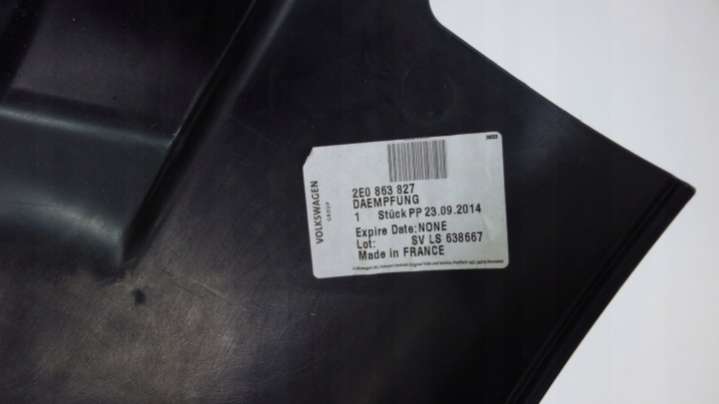 VOLKSWAGEN
GROUP
2E0 863 827
DAEMPFUNG
1 Stück PP 23.09.2014
Expire Date: NONE
Lot: SV LS 638667
Made in FRANCE